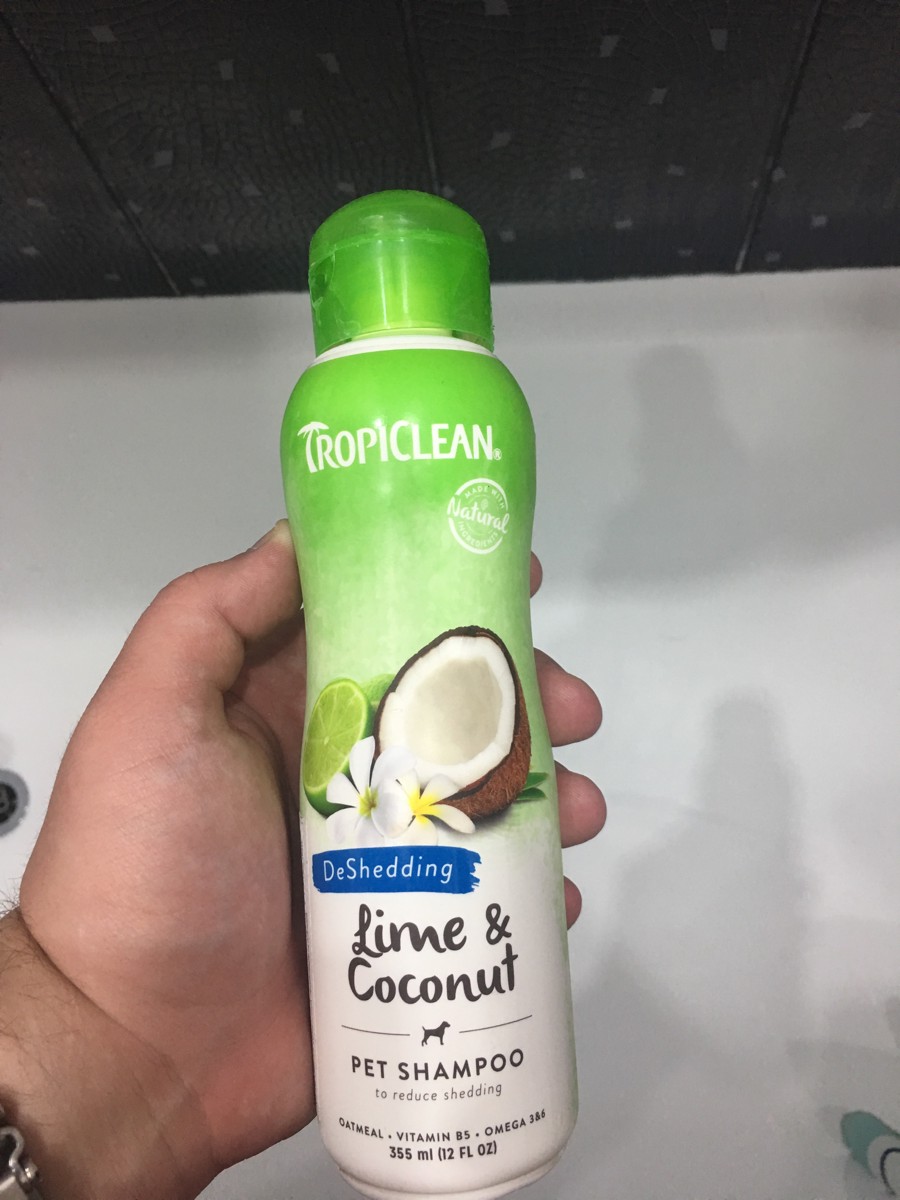 TROPICLEAN®
MADE WITH
Natural
INGREDIENTS
DeShedding
Lime &
Coconut
PET SHAMPOO
to reduce shedding
OATMEAL • VITAMIN B5 • OMEGA 3&6
355 ml (12 FL OZ)